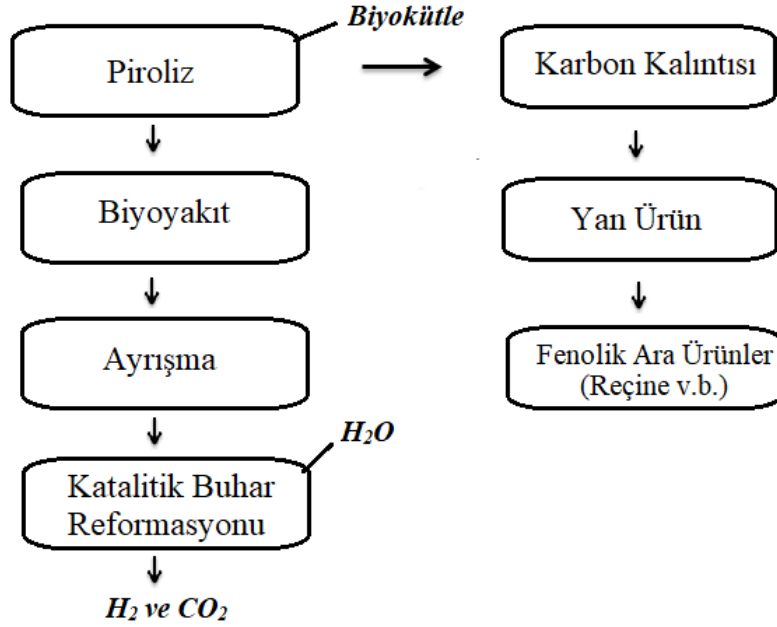 Biyokütle
Piroliz
Karbon Kalıntısı
Biyoyakıt
Yan Ürün
Ayrışma
Fenolik Ara Ürünler
(Reçine v.b.)
H₂O
Katalitik Buhar
Reformasyonu
H₂ ve CO₂